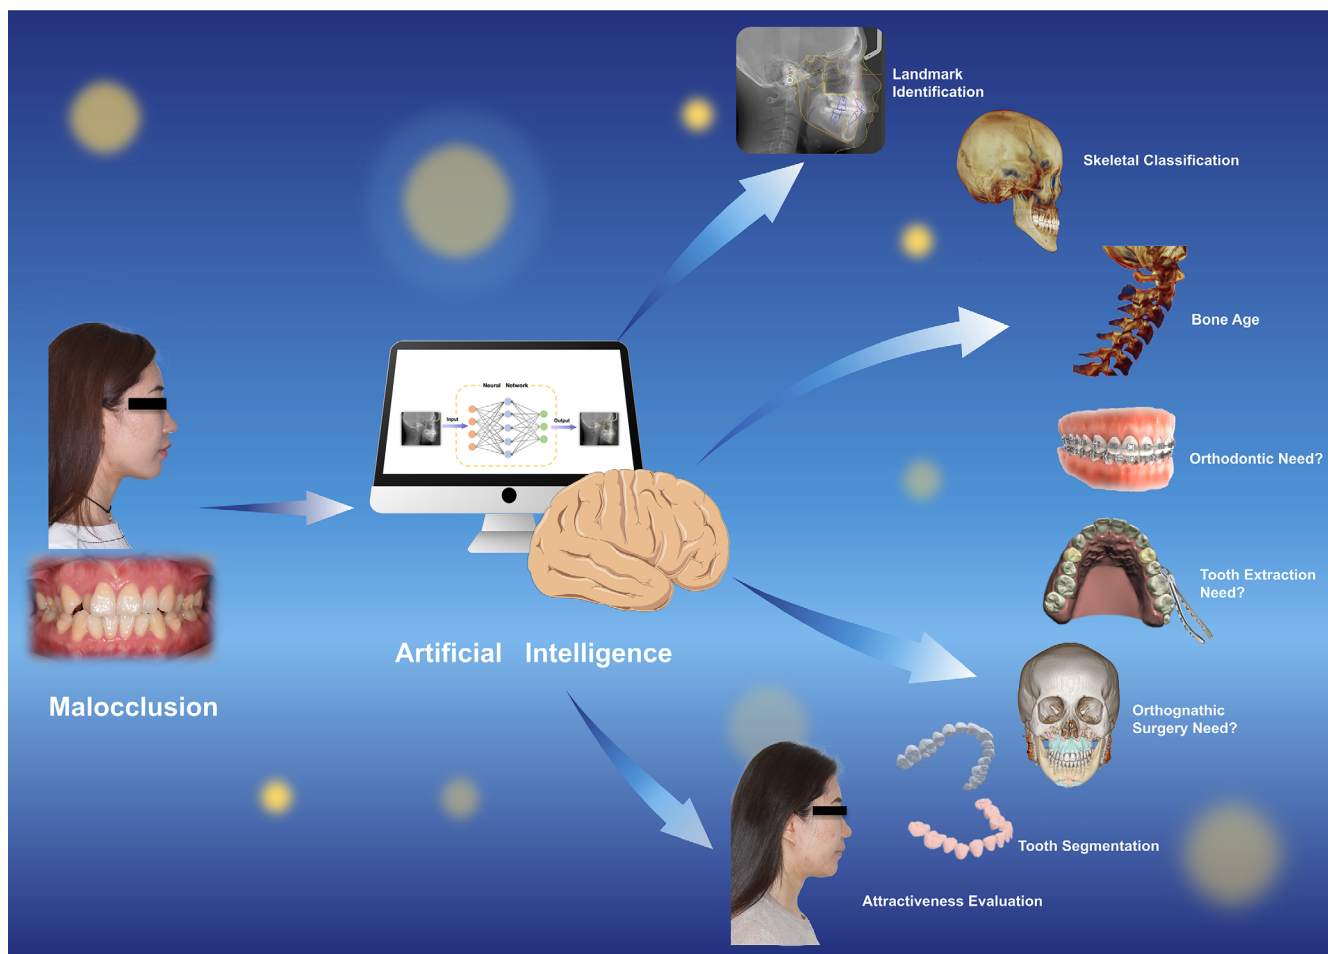 Landmark
Identification
Skeletal Classification
Bone Age
Neural Network
Input
Output
Orthodontic Need?
Tooth Extraction
Need?
Artificial Intelligence
Malocclusion
Orthognathic
Surgery Need?
Tooth Segmentation
Attractiveness Evaluation